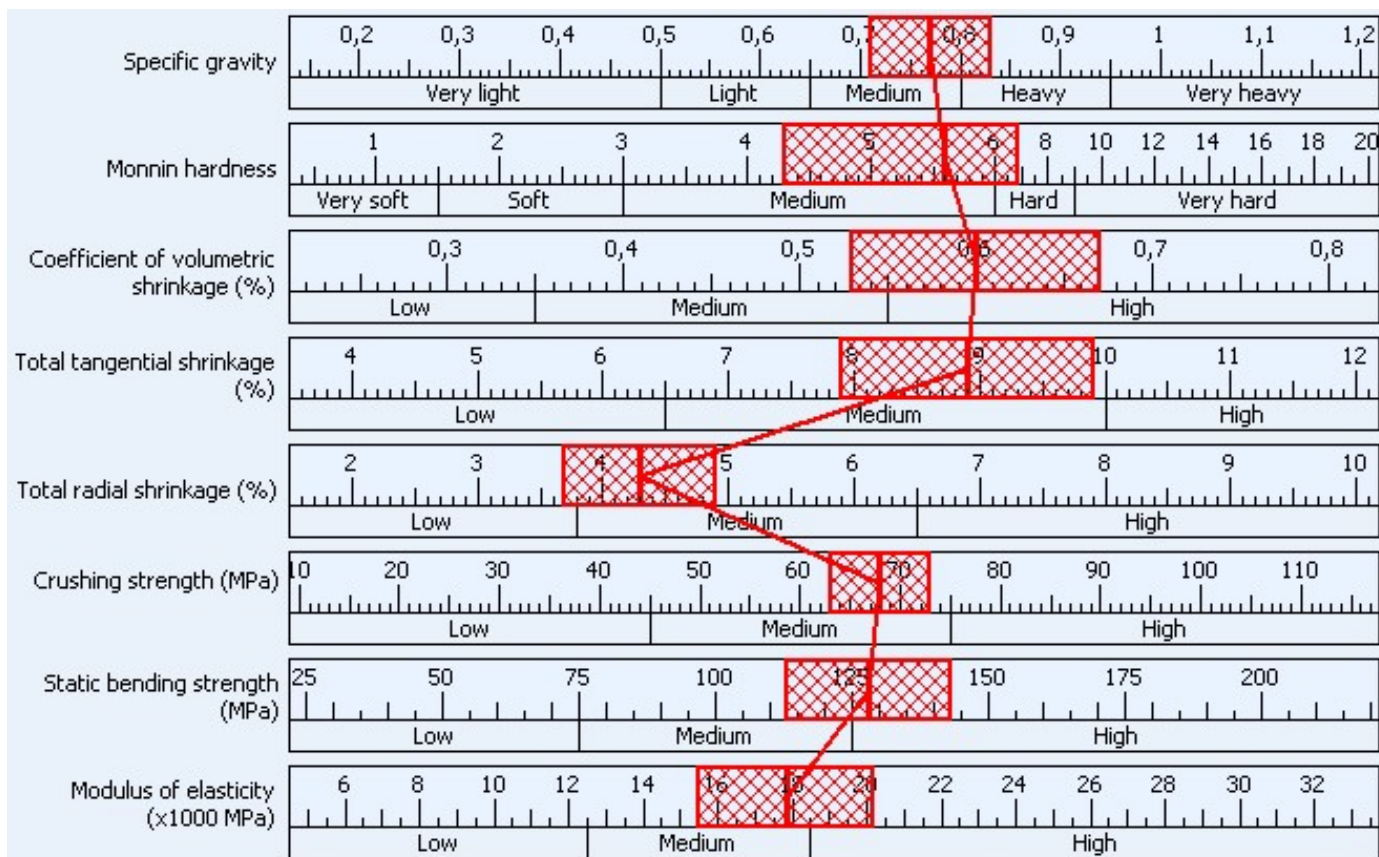 0,2 0,3 0,4 0,5 0,6 0,7 0,8 0,9 1 1,1 1,2
Specific gravity
Very light Light Medium Heavy Very heavy
1 2 3 4 5 6 8 10 12 14 16 18 20
Monnin hardness
Very soft Soft Medium Hard Very hard
0,3 0,4 0,5 0,6 0,7 0,8
Coefficient of volumetric
shrinkage (%)
Low Medium High
4 5 6 7 8 9 10 11 12
Total tangential shrinkage
(%)
Low Medium High
2 3 4 5 6 7 8 9 10
Total radial shrinkage (%)
Low Medium High
10 20 30 40 50 60 70 80 90 100 110
Crushing strength (MPa)
Low Medium High
25 50 75 100 125 150 175 200
Static bending strength
(MPa)
Low Medium High
6 8 10 12 14 16 18 20 22 24 26 28 30 32
Modulus of elasticity
(x1000 MPa)
Low Medium High